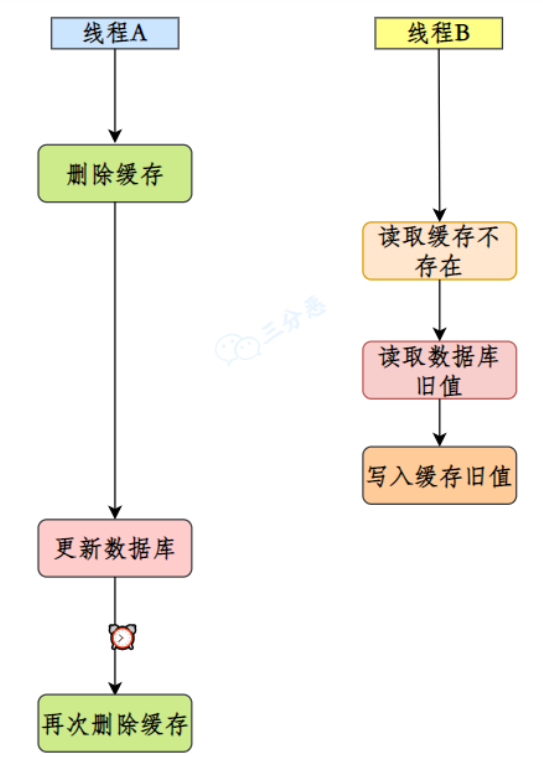 线程A
线程B
删除缓存
读取缓存不
存在
三分恶
读取数据库
旧值
写入缓存旧值
更新数据库
再次删除缓存